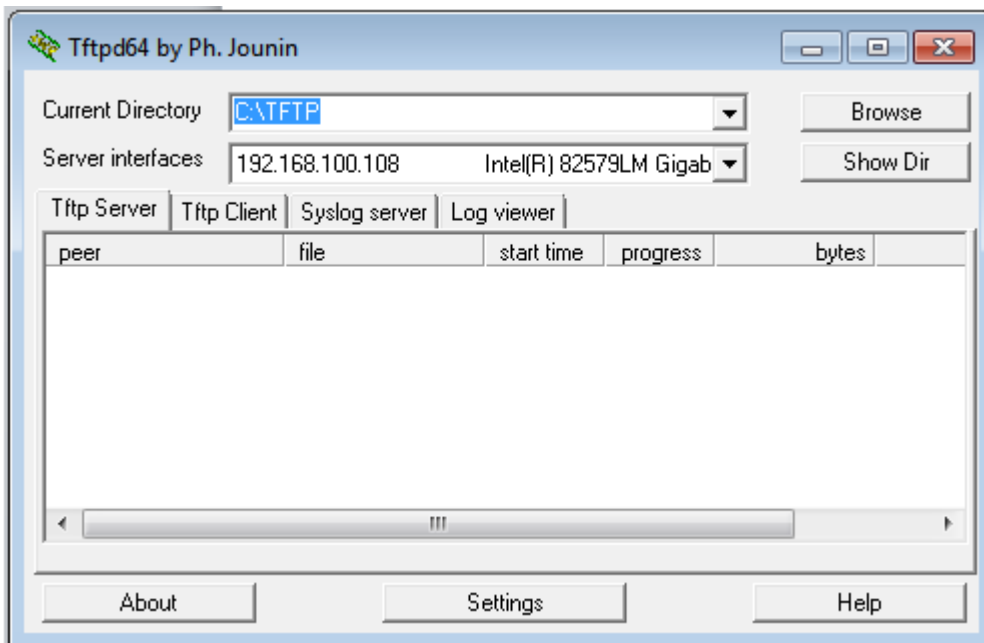 Tftpd64 by Ph. Jounin
Current Directory C:\TFTP Browse
Server interfaces 192.168.100.108 Intel(R) 82579LM Gigab Show Dir
Tftp Server Tftp Client Syslog server Log viewer
peer file start time progress bytes
About Settings Help